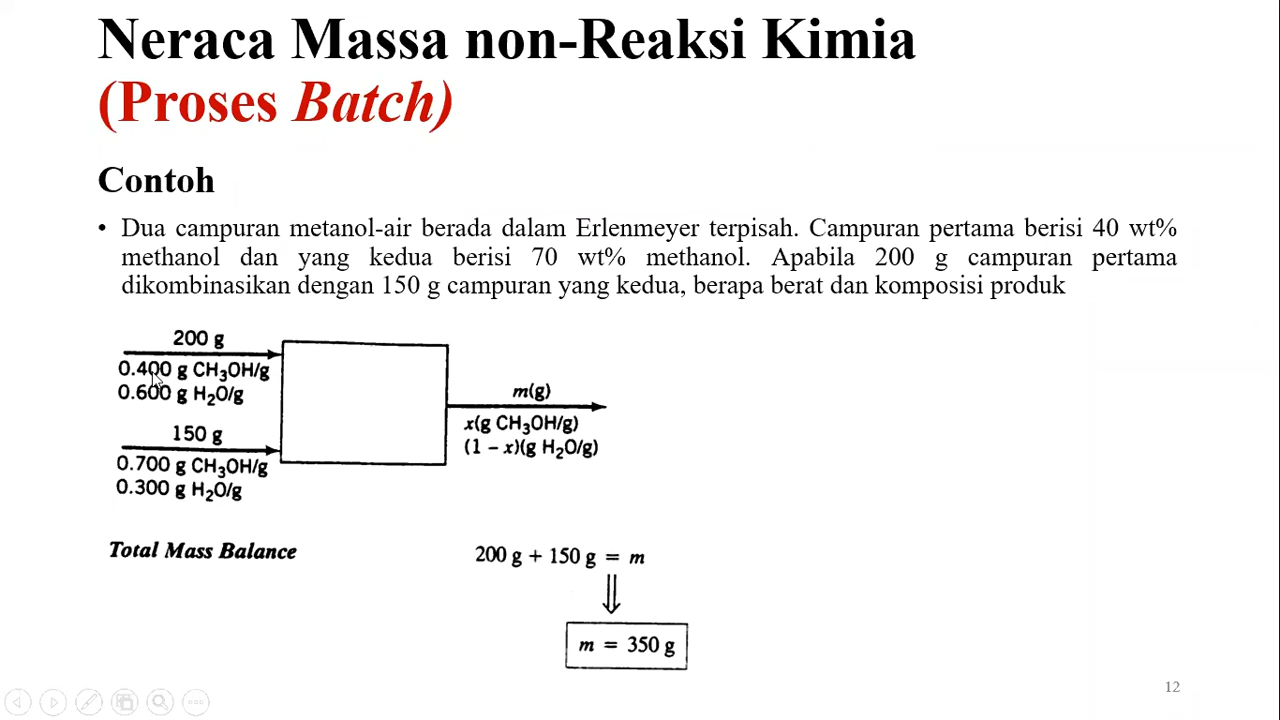 Neraca Massa non-Reaksi Kimia
(Proses Batch)
Contoh
• Dua campuran metanol-air berada dalam Erlenmeyer terpisah. Campuran pertama berisi 40 wt%
methanol dan yang kedua berisi 70 wt% methanol. Apabila 200 g campuran pertama
dikombinasikan dengan 150 g campuran yang kedua, berapa berat dan komposisi produk
200 g
0.400 g CH₃OH/g
0.600 g H₂O/g
150 g
0.700 g CH₃OH/g
0.300 g H₂O/g
m(g)
x(g CH₃OH/g)
(1 – x)(g H₂O/g)
Total Mass Balance
200 g + 150 g = m
⇓
m = 350 g
12